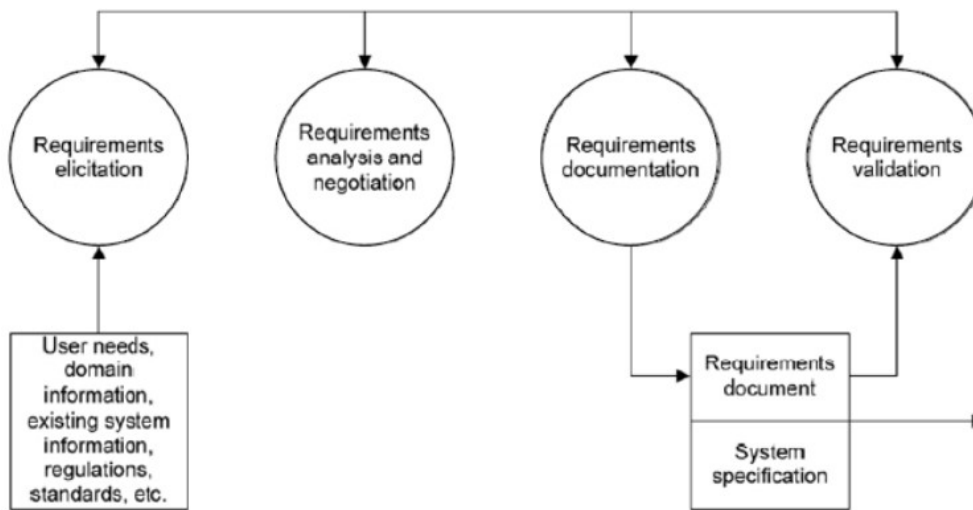 Requirements
elicitation
Requirements
analysis and
negotiation
Requirements
documentation
Requirements
validation
User needs,
domain
information,
existing system
information,
regulations,
standards, etc.
Requirements
document
System
specification